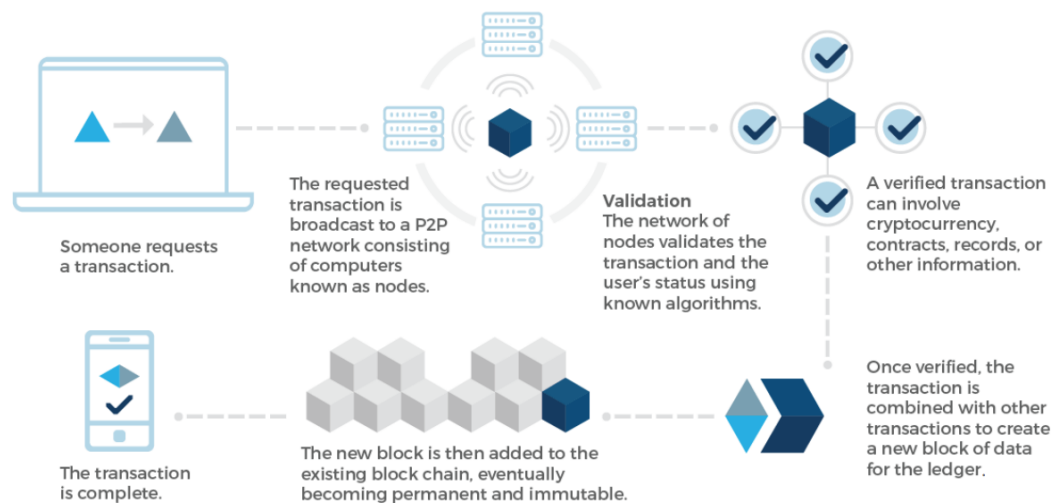 Someone requests
a transaction.
The requested
transaction is
broadcast to a P2P
network consisting
of computers
known as nodes.
Validation
The network of
nodes validates the
transaction and the
user's status using
known algorithms.
A verified transaction
can involve
cryptocurrency,
contracts, records, or
other information.
Once verified, the
transaction is
combined with other
transactions to create
a new block of data
for the ledger.
The new block is then added to the
existing block chain, eventually
becoming permanent and immutable.
The transaction
is complete.